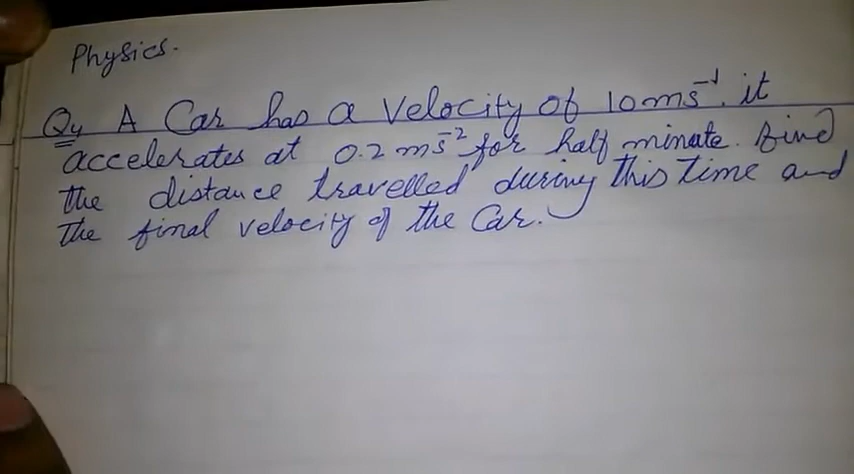 Physics.
Q4 A Car has a Velocity of 10ms⁻¹. it
accelerates at 0.2 ms⁻² for half minate. find
the distance travelled during this time and
the final velocity of the Car.